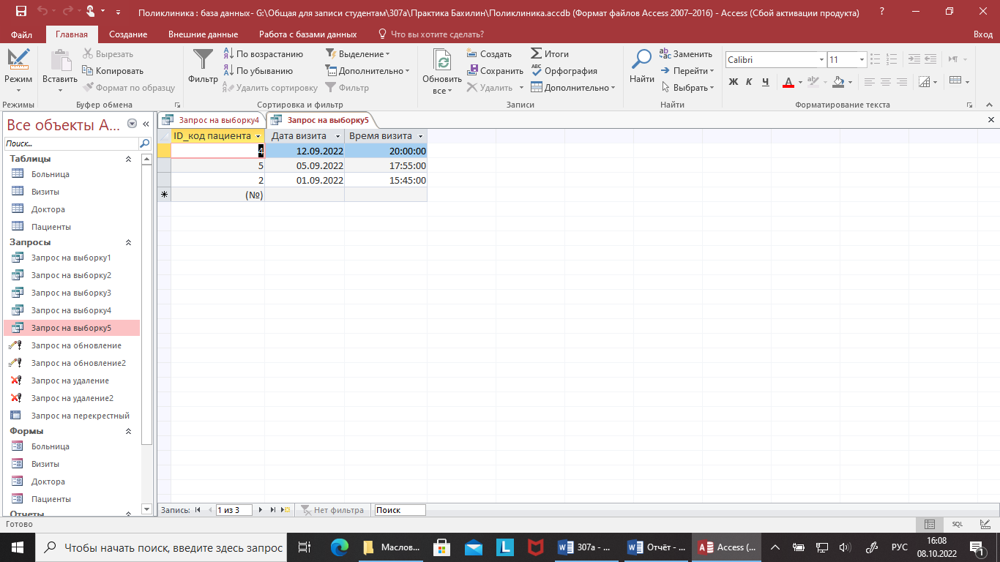 Поликлиника : база данных- G:\Общая для записи студентам\307а\Практика Бахилин\Поликлиника.accdb (Формат файлов Access 2007–2016) - Access (Сбой активации продукта)
Файл Главная Создание Внешние данные Работа с базами данных Что вы хотите сделать? Вход
Режим
Режимы
Вставить
Вырезать
Копировать
Формат по образцу
Буфер обмена
Фильтр
По возрастанию
По убыванию
Удалить сортировку
Выделение
Дополнительно
Фильтр
Сортировка и фильтр
Обновить
все
Создать
Сохранить
Удалить
Итоги
Орфография
Дополнительно
Записи
Найти
Заменить
Перейти
Выбрать
Найти
Calibri 11
Ж К Ч A
Форматирование текста
Все объекты A...
Поиск...
Таблицы
Больница
Визиты
Доктора
Пациенты
Запросы
Запрос на выборку1
Запрос на выборку2
Запрос на выборку3
Запрос на выборку4
Запрос на выборку5
Запрос на обновление
Запрос на обновление2
Запрос на удаление
Запрос на удаление2
Запрос на перекрестный
Формы
Больница
Визиты
Доктора
Пациенты
Отчеты
Запрос на выборку4 Запрос на выборку5
ID_код пациента Дата визита Время визита
4 12.09.2022 20:00:00
5 05.09.2022 17:55:00
2 01.09.2022 15:45:00
(№)
Запись: 1 из 3 Нет фильтра Поиск
Готово SQL
Чтобы начать поиск, введите здесь запрос
Маслов...
307а - ...
Отчёт - ...
Access (...
РУС
16:08
08.10.2022
1